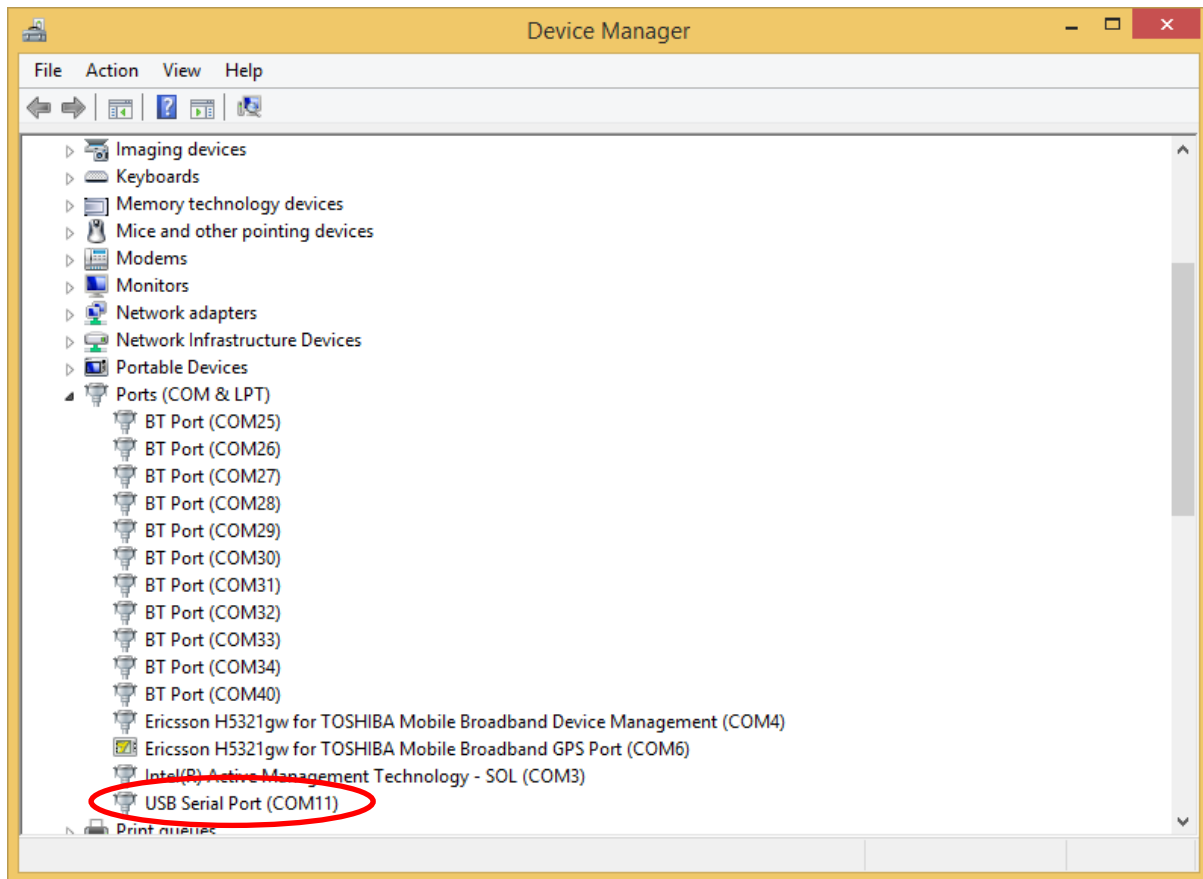 Device Manager
File Action View Help
Imaging devices
Keyboards
Memory technology devices
Mice and other pointing devices
Modems
Monitors
Network adapters
Network Infrastructure Devices
Portable Devices
Ports (COM & LPT)
BT Port (COM25)
BT Port (COM26)
BT Port (COM27)
BT Port (COM28)
BT Port (COM29)
BT Port (COM30)
BT Port (COM31)
BT Port (COM32)
BT Port (COM33)
BT Port (COM34)
BT Port (COM40)
Ericsson H5321gw for TOSHIBA Mobile Broadband Device Management (COM4)
Ericsson H5321gw for TOSHIBA Mobile Broadband GPS Port (COM6)
Intel(R) Active Management Technology - SOL (COM3)
USB Serial Port (COM11)
Print queues